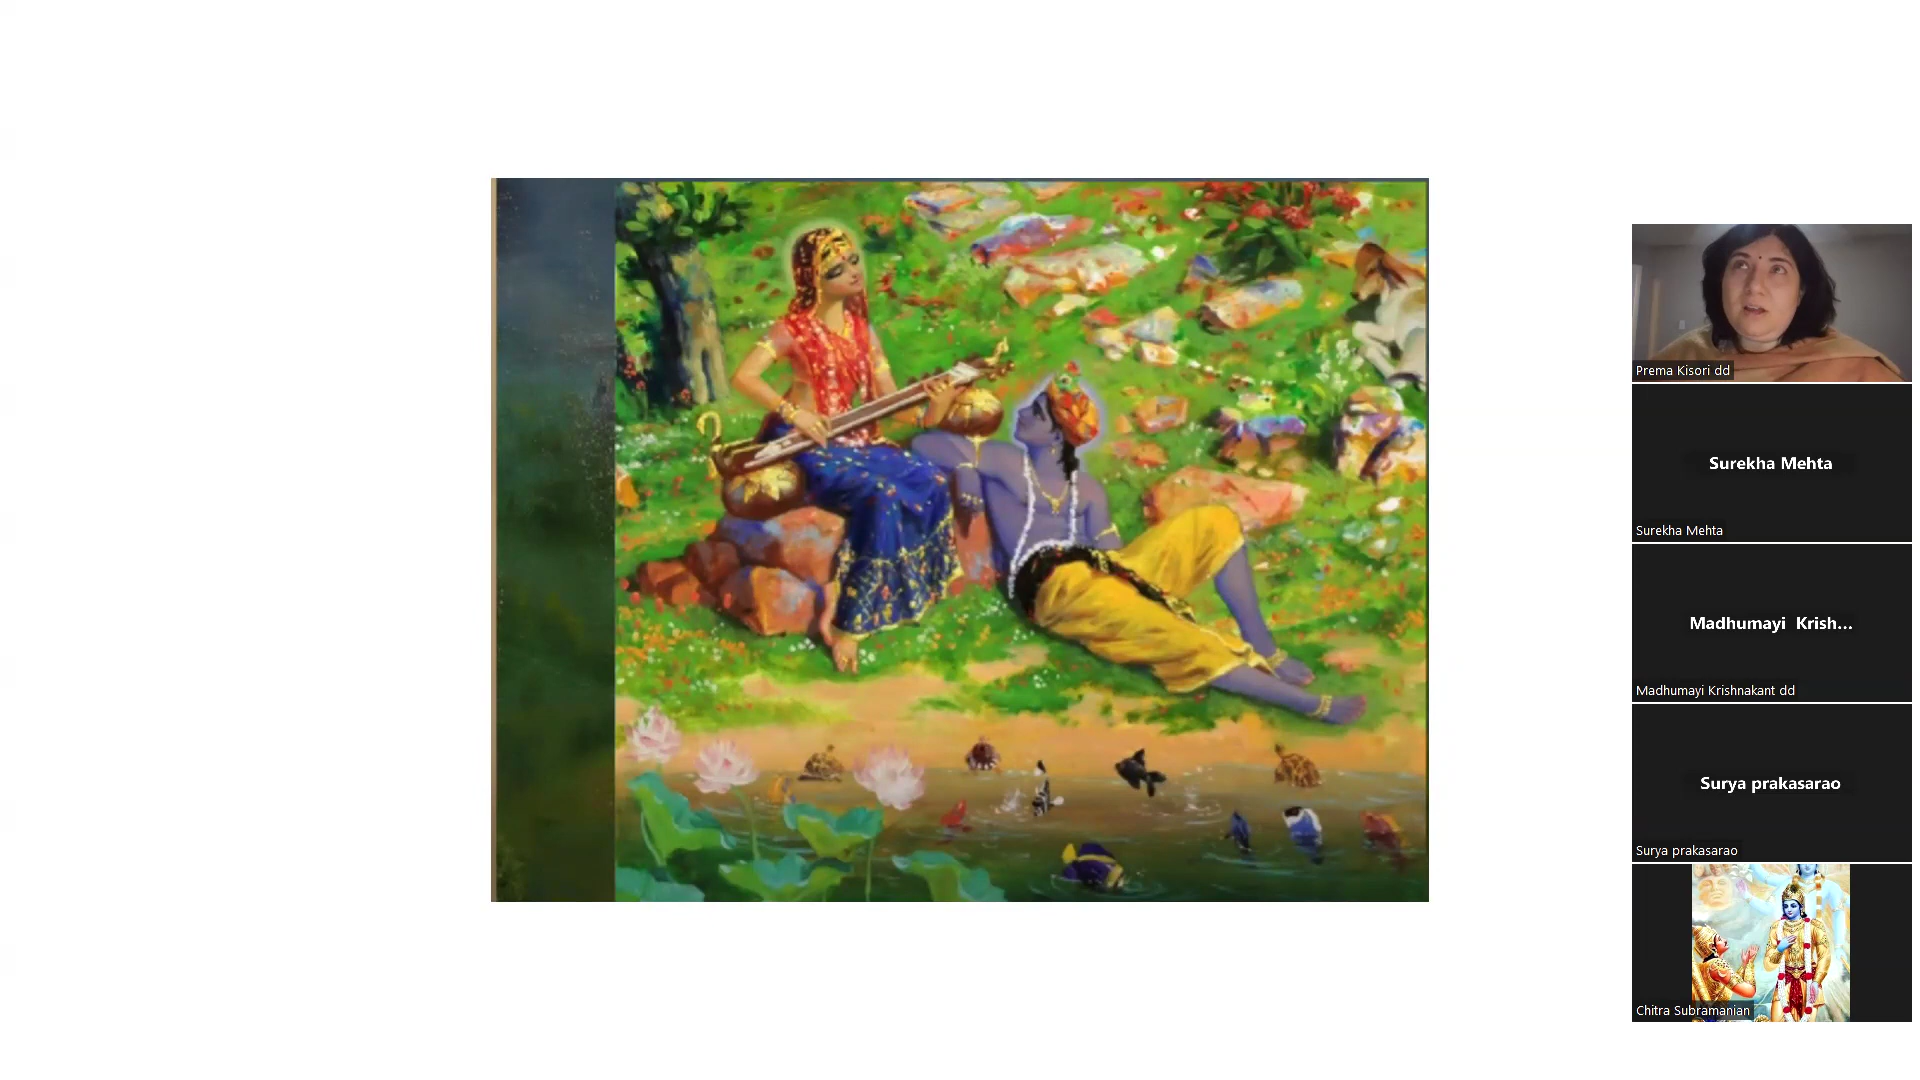 Prema Kisori dd
Surekha Mehta
Surekha Mehta
Madhumayi Krish...
Madhumayi Krishnakant dd
Surya prakasarao
Surya prakasarao
Chitra Subramanian